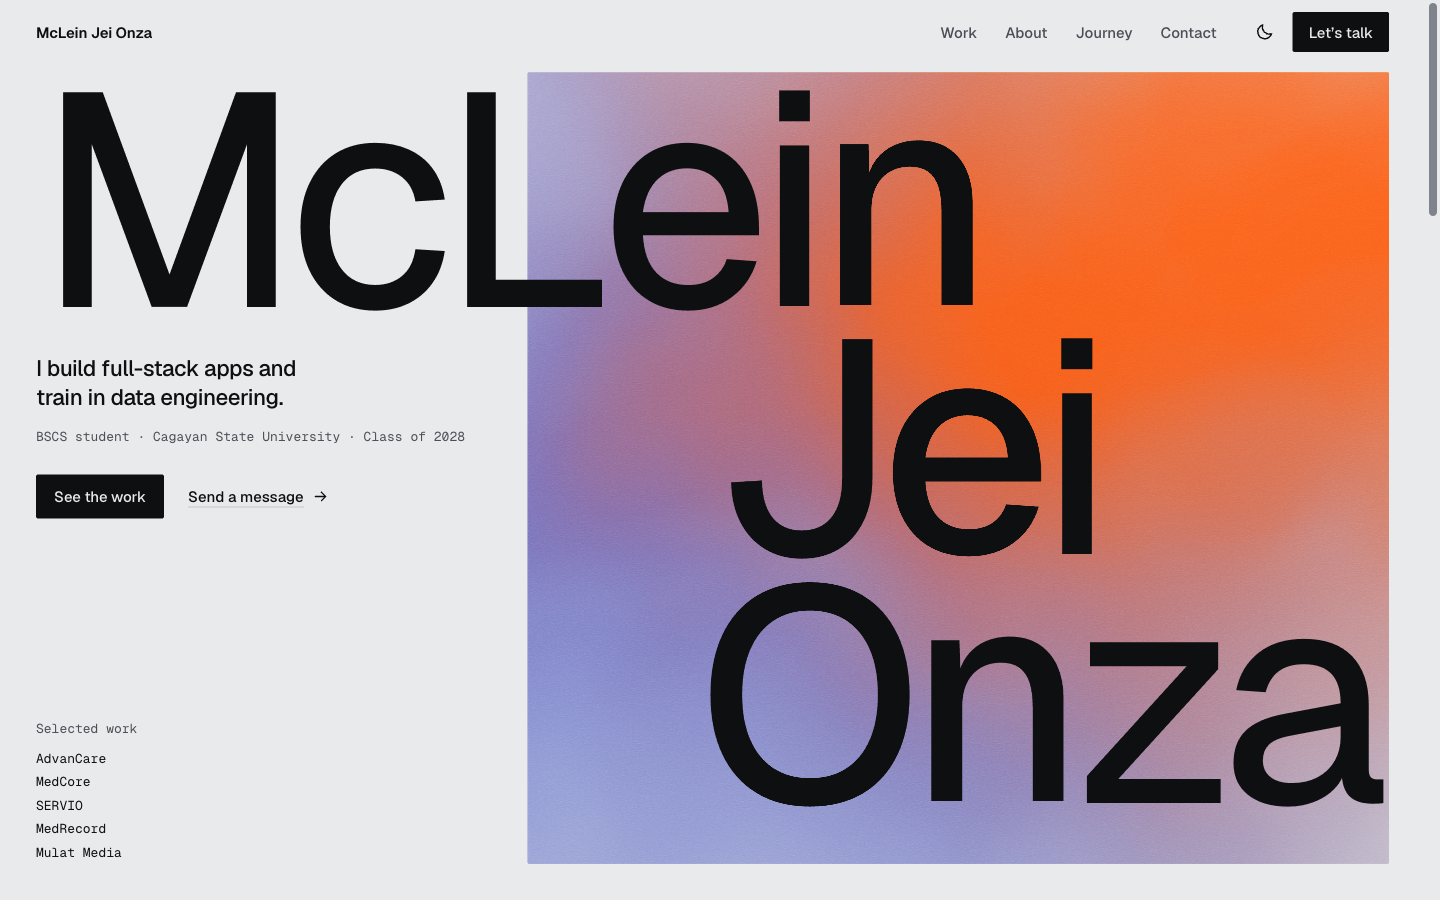 McLein Jei Onza
Work
About
Journey
Contact
Let's talk
McLein
Jei
Onza
I build full-stack apps and
train in data engineering.
BSCS student · Cagayan State University · Class of 2028
See the work
Send a message →
Selected work
AdvanCare
MedCore
SERVIO
MedRecord
Mulat Media